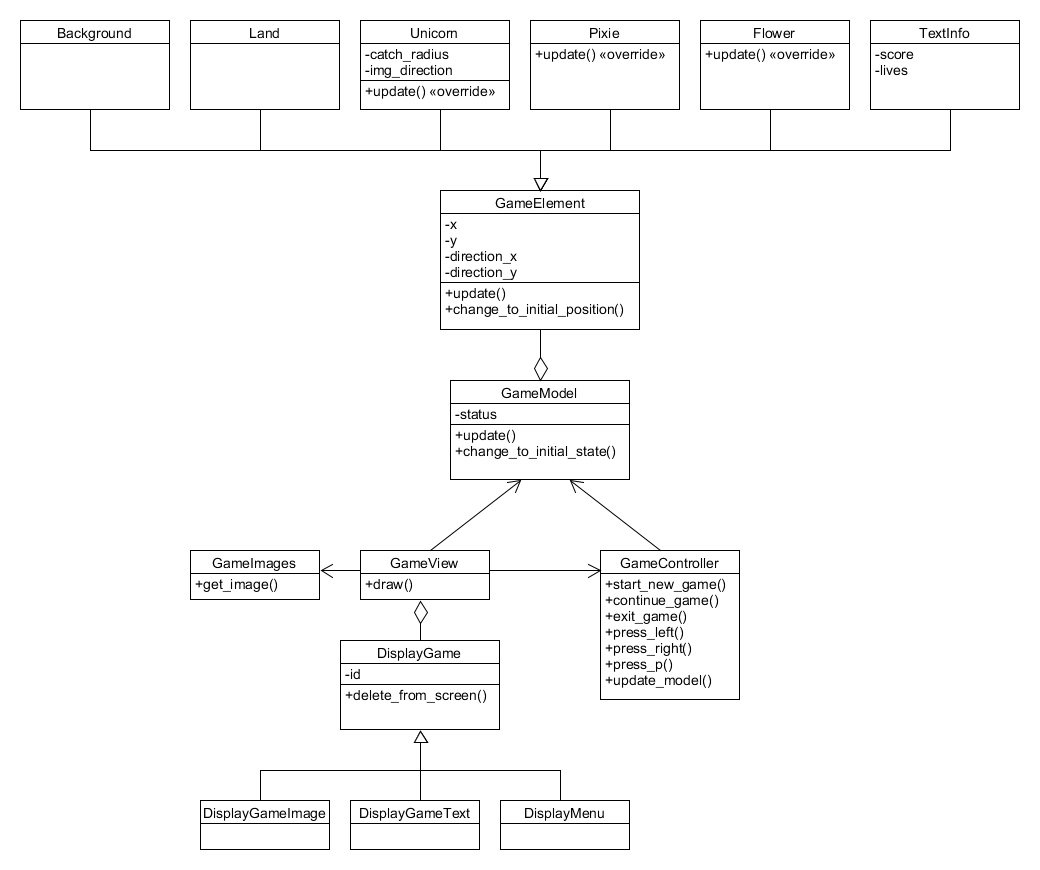 Background
Land
Unicorn
-catch_radius
-img_direction
+update() «override»
Pixie
+update() «override»
Flower
+update() «override»
TextInfo
-score
-lives
GameElement
-x
-y
-direction_x
-direction_y
+update()
+change_to_initial_position()
GameModel
-status
+update()
+change_to_initial_state()
GameImages
+get_image()
GameView
+draw()
GameController
+start_new_game()
+continue_game()
+exit_game()
+press_left()
+press_right()
+press_p()
+update_model()
DisplayGame
-id
+delete_from_screen()
DisplayGameImage
DisplayGameText
DisplayMenu